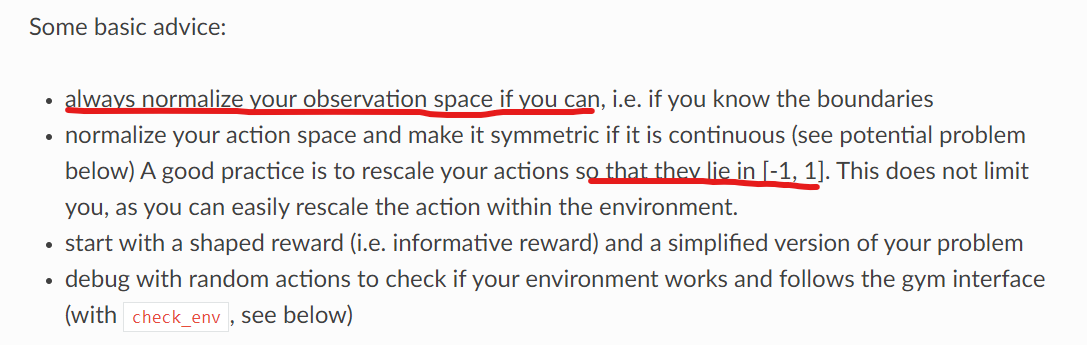 Some basic advice:
• always normalize your observation space if you can, i.e. if you know the boundaries
• normalize your action space and make it symmetric if it is continuous (see potential problem
below) A good practice is to rescale your actions so that they lie in [-1, 1]. This does not limit
you, as you can easily rescale the action within the environment.
• start with a shaped reward (i.e. informative reward) and a simplified version of your problem
• debug with random actions to check if your environment works and follows the gym interface
(with check_env, see below)